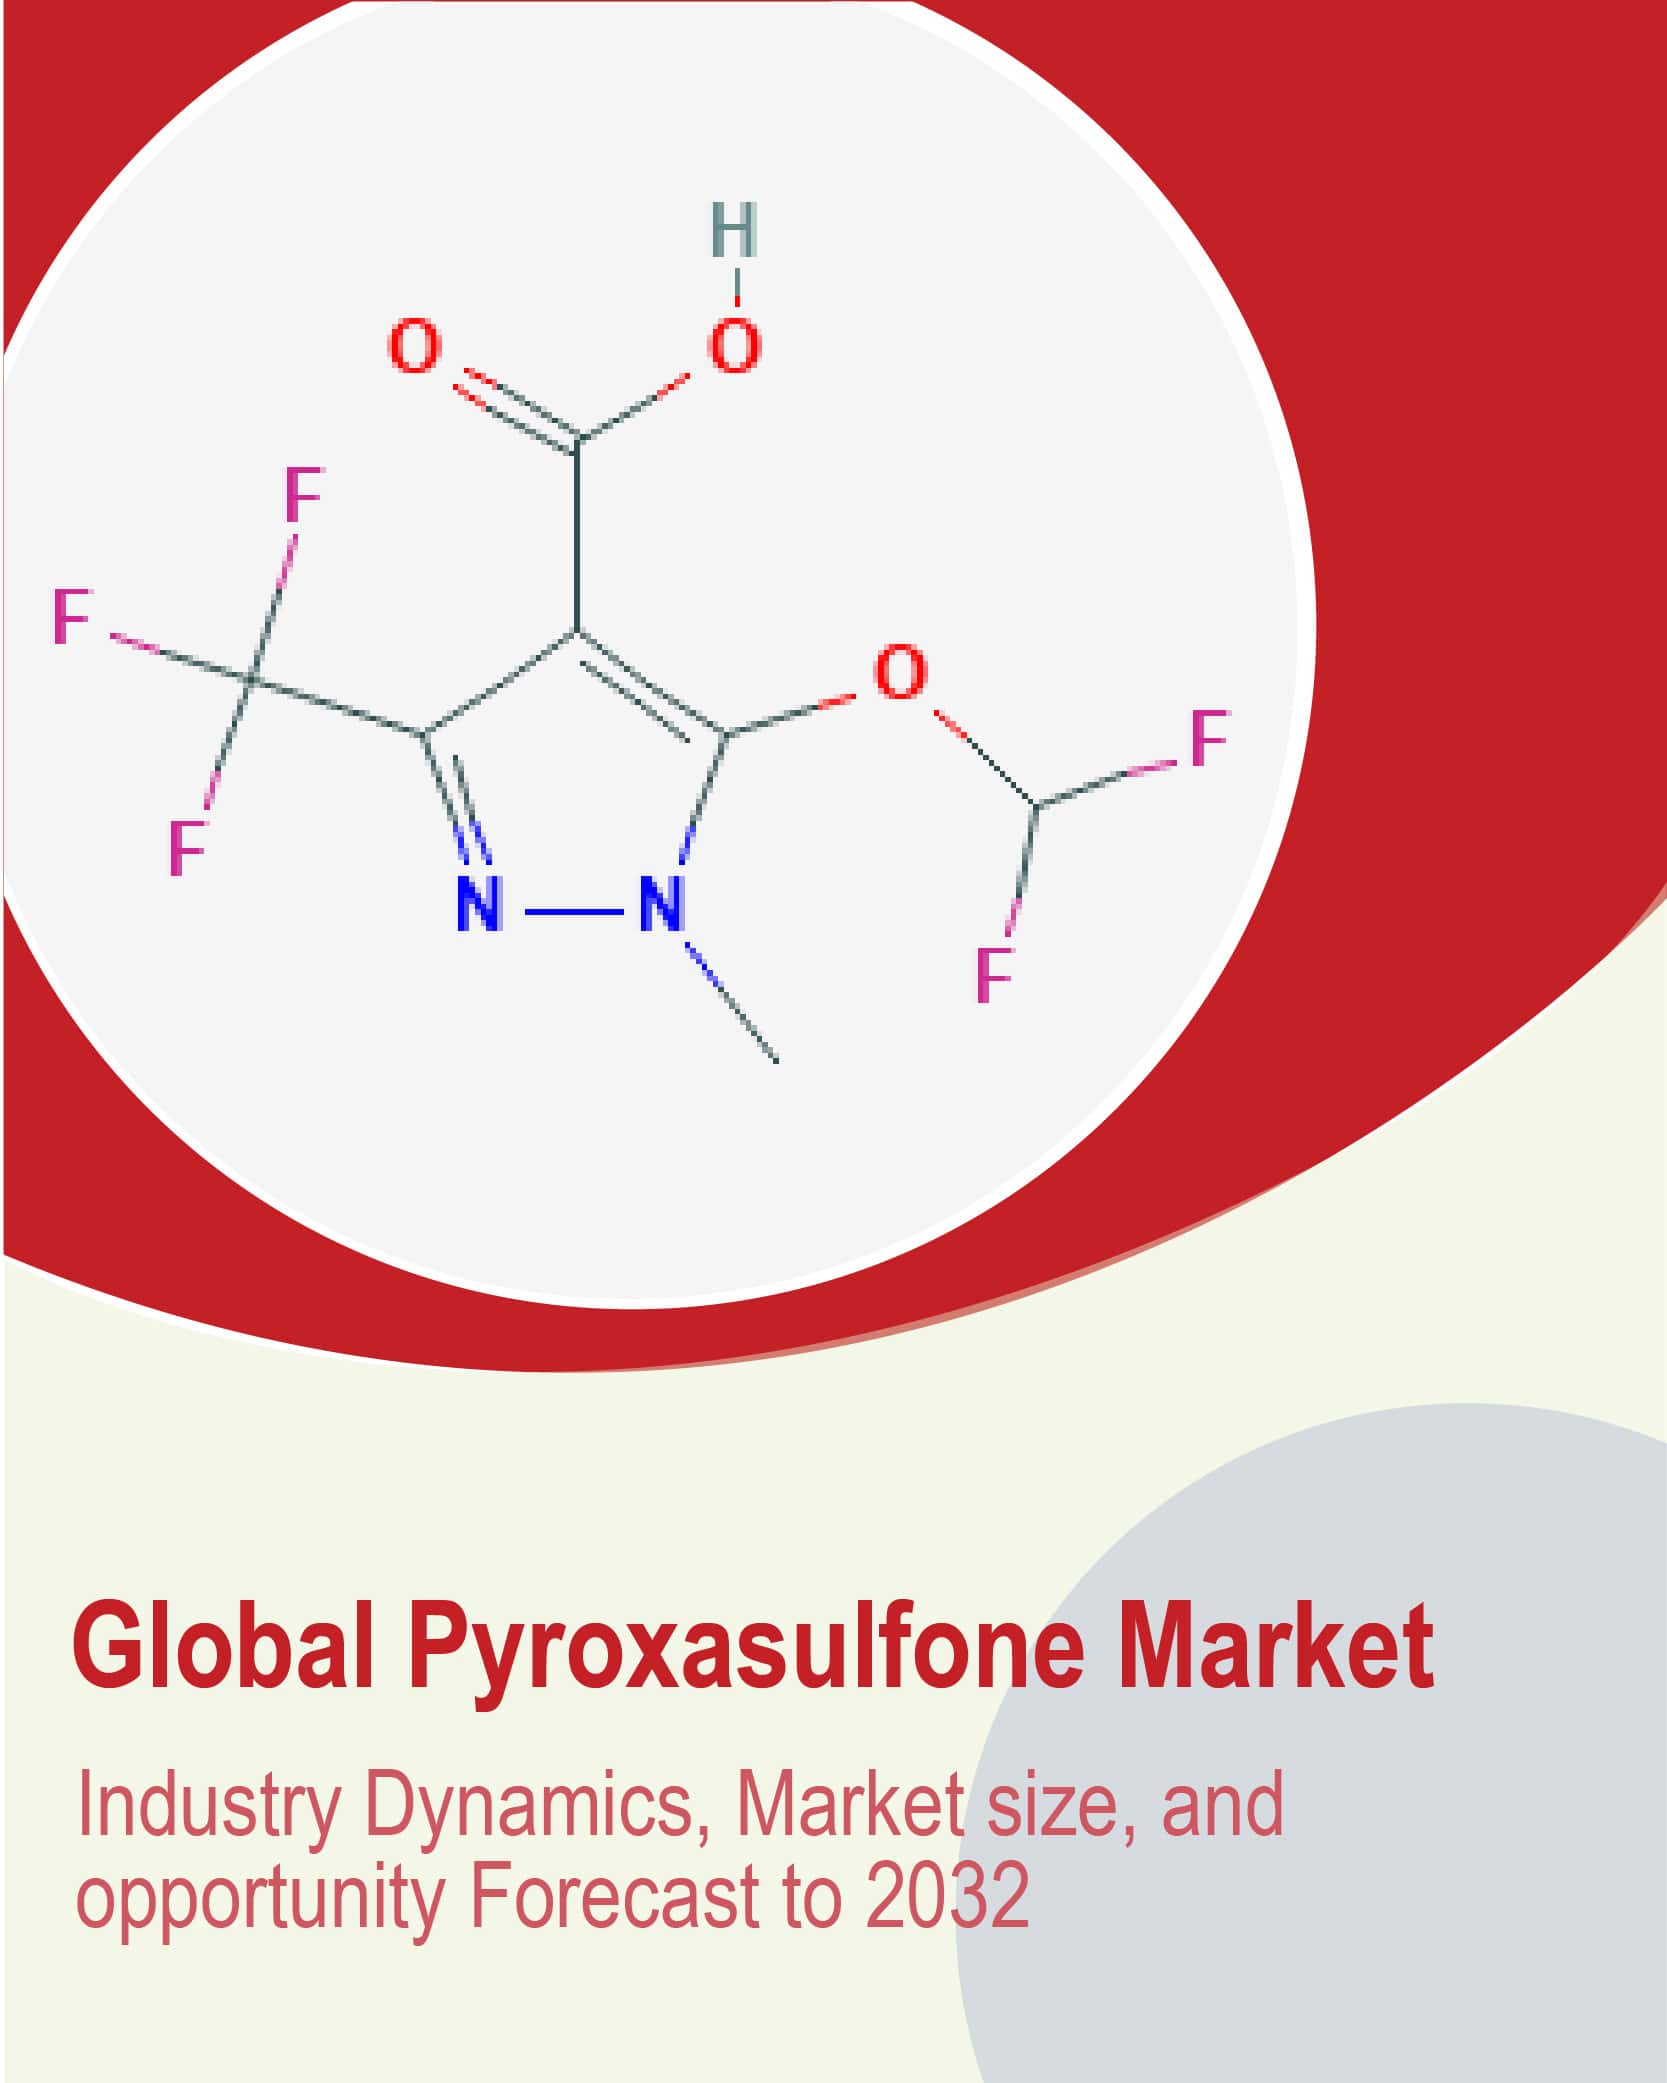 H
O O
F
F
O
F
F
N N
F
Global Pyroxasulfone Market
Industry Dynamics, Market size, and
opportunity Forecast to 2032